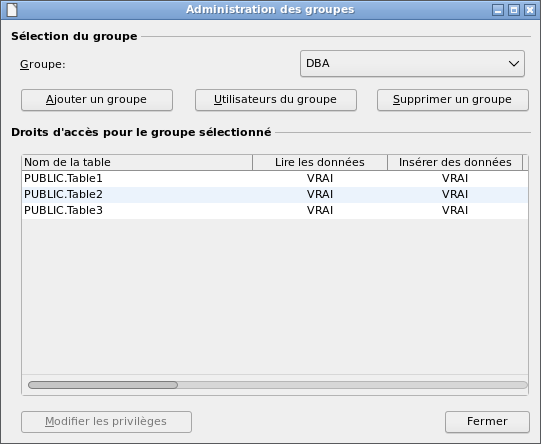 Administration des groupes
Sélection du groupe
Groupe: DBA
Ajouter un groupe Utilisateurs du groupe Supprimer un groupe
Droits d'accès pour le groupe sélectionné
Nom de la table Lire les données Insérer des données
PUBLIC.Table1 VRAI VRAI
PUBLIC.Table2 VRAI VRAI
PUBLIC.Table3 VRAI VRAI
Modifier les privilèges Fermer